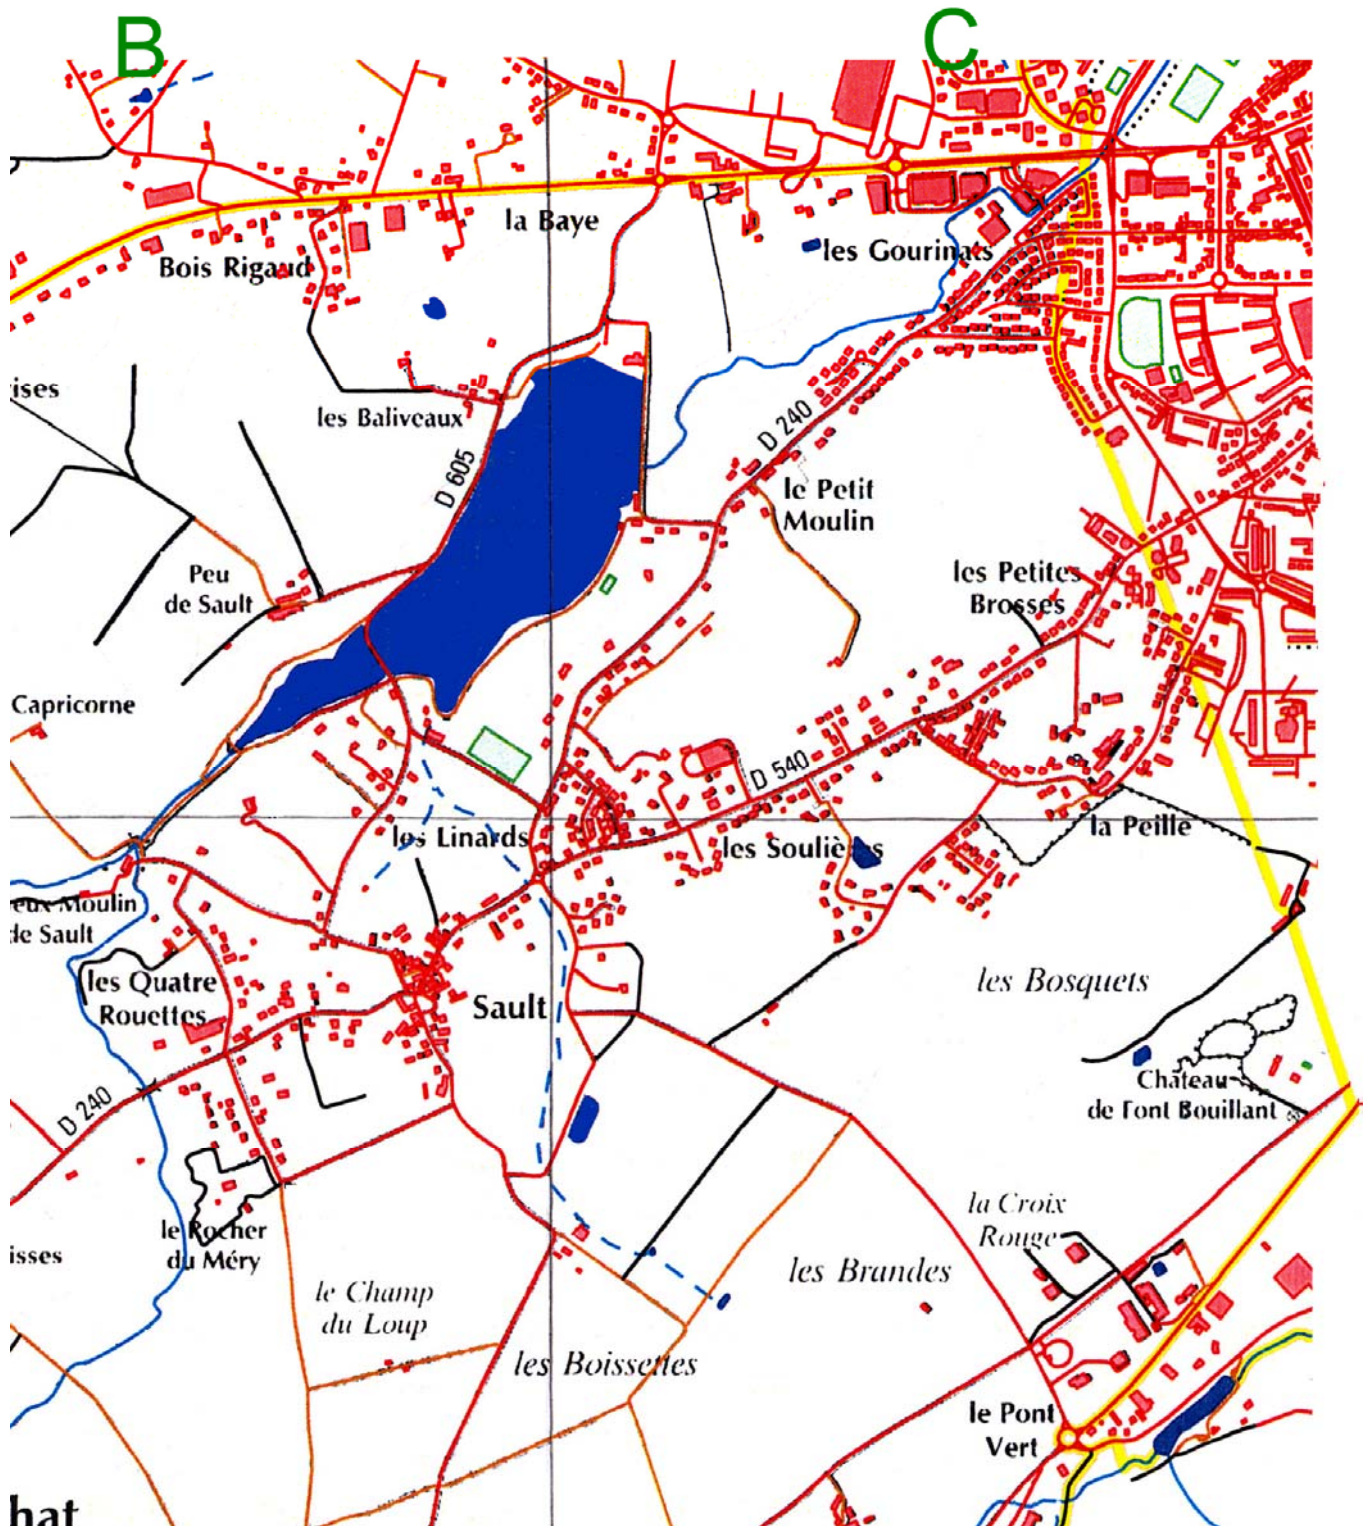 B
C
la Baye
les Gourinats
Bois Rigaud
ises
les Baliveaux
D 240
D 605
le Petit
Moulin
Peu
de Sault
les Petites
Brosses
Capricorne
D 540
les Linards
les Soulières
la Peille
eux Moulin
de Sault
les Quatre
Rouettes
Sault
les Bosquets
Château
de Font Bouillant
D 240
la Croix
Rouge
le Rocher
du Méry
isses
les Brandes
le Champ
du Loup
les Boissettes
le Pont
Vert
hat